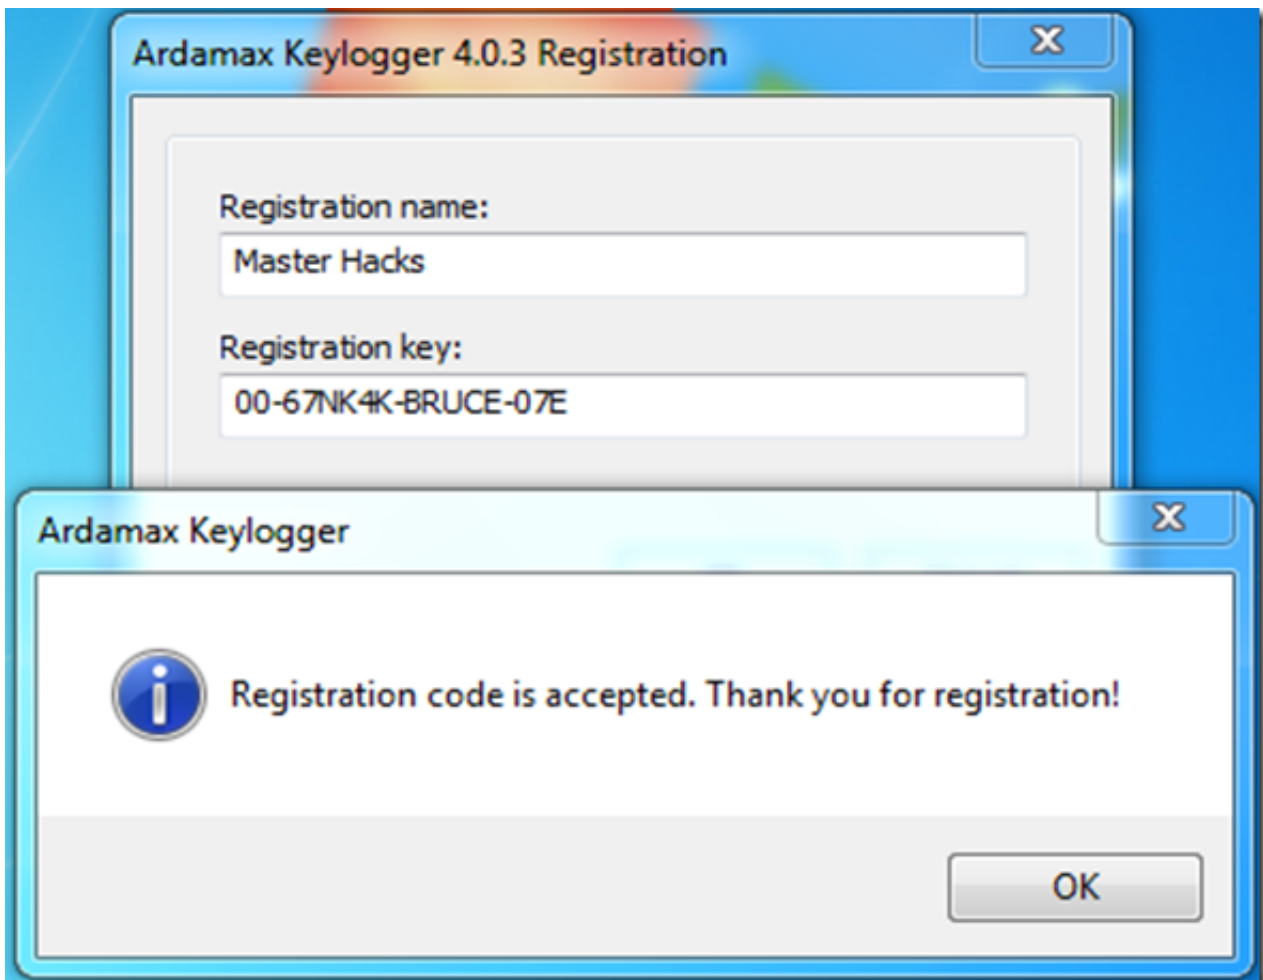 Ardamax Keylogger 4.0.3 Registration
Registration name:
Master Hacks
Registration key:
00-67NK4K-BRUCE-07E
Ardamax Keylogger
Registration code is accepted. Thank you for registration!
OK